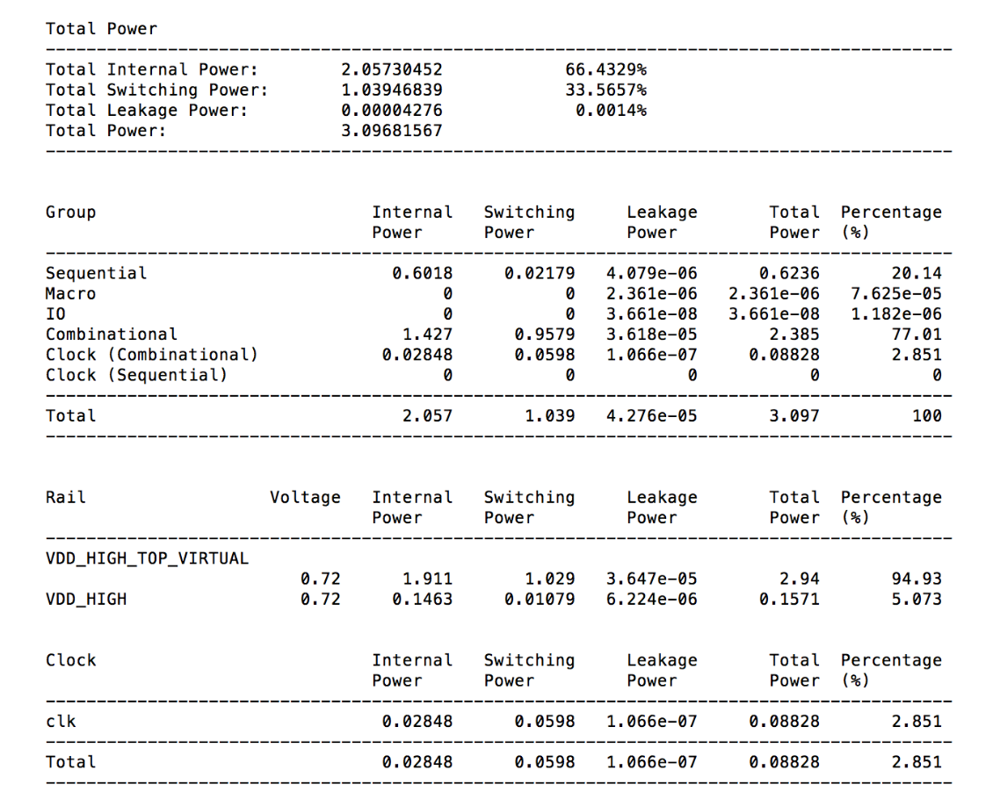 Total Power
--------------------------------------------------------------------------------
Total Internal Power: 2.05730452 66.4329%
Total Switching Power: 1.03946839 33.5657%
Total Leakage Power: 0.00004276 0.0014%
Total Power: 3.09681567
--------------------------------------------------------------------------------
Group Internal Switching Leakage Total Percentage
Power Power Power Power (%)
--------------------------------------------------------------------------------
Sequential 0.6018 0.02179 4.079e-06 0.6236 20.14
Macro 0 0 2.361e-06 2.361e-06 7.625e-05
IO 0 0 3.661e-08 3.661e-08 1.182e-06
Combinational 1.427 0.9579 3.618e-05 2.385 77.01
Clock (Combinational) 0.02848 0.0598 1.066e-07 0.08828 2.851
Clock (Sequential) 0 0 0 0 0
--------------------------------------------------------------------------------
Total 2.057 1.039 4.276e-05 3.097 100
--------------------------------------------------------------------------------
Rail Voltage Internal Switching Leakage Total Percentage
Power Power Power Power (%)
--------------------------------------------------------------------------------
VDD_HIGH_TOP_VIRTUAL
0.72 1.911 1.029 3.647e-05 2.94 94.93
VDD_HIGH 0.72 0.1463 0.01079 6.224e-06 0.1571 5.073
Clock Internal Switching Leakage Total Percentage
Power Power Power Power (%)
--------------------------------------------------------------------------------
clk 0.02848 0.0598 1.066e-07 0.08828 2.851
--------------------------------------------------------------------------------
Total 0.02848 0.0598 1.066e-07 0.08828 2.851
--------------------------------------------------------------------------------